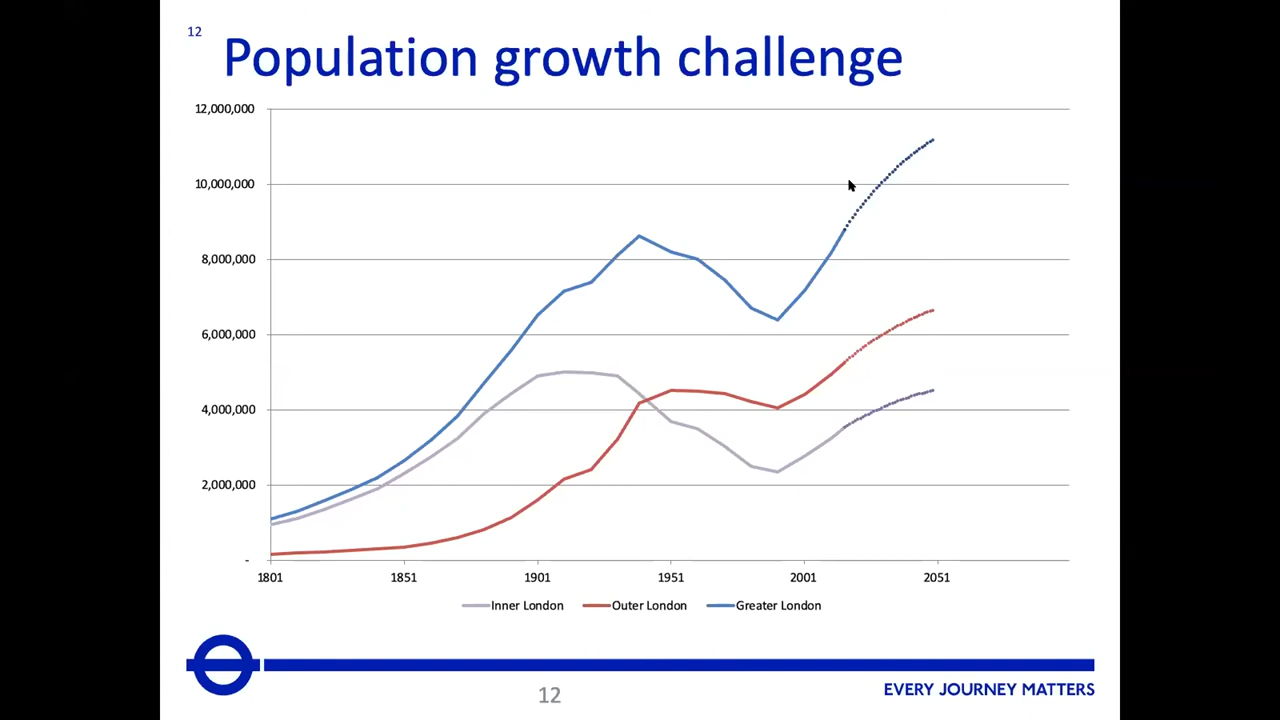 12
Population growth challenge
12,000,000
10,000,000
8,000,000
6,000,000
4,000,000
2,000,000
-
1801 1851 1901 1951 2001 2051
Inner London Outer London Greater London
EVERY JOURNEY MATTERS
12